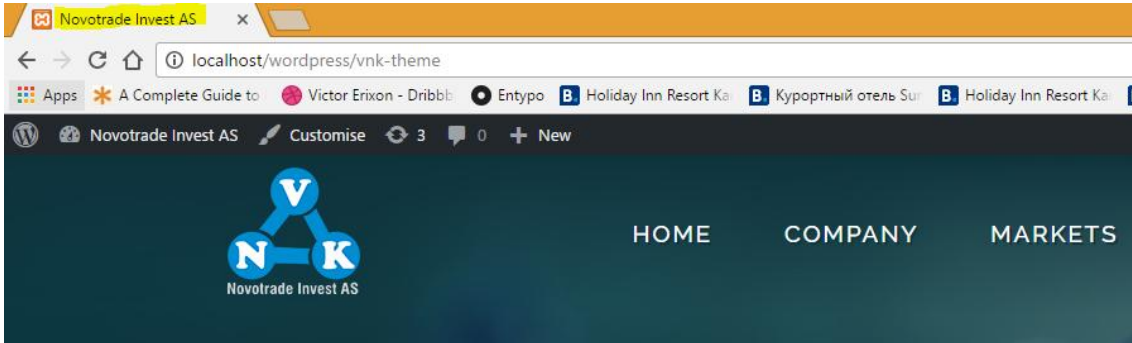 Novotrade Invest AS
localhost/wordpress/vnk-theme
Apps A Complete Guide to Victor Erixon - Dribbb Entypo B. Holiday Inn Resort Ka B. Курортный отель Sur B. Holiday Inn Resort Ka
Novotrade Invest AS Customise 3 0 New
V
N K
Novotrade Invest AS
HOME COMPANY MARKETS